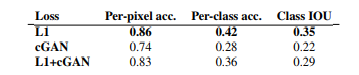 Loss Per-pixel acc. Per-class acc. Class IOU
L1 0.86 0.42 0.35
cGAN 0.74 0.28 0.22
L1+cGAN 0.83 0.36 0.29